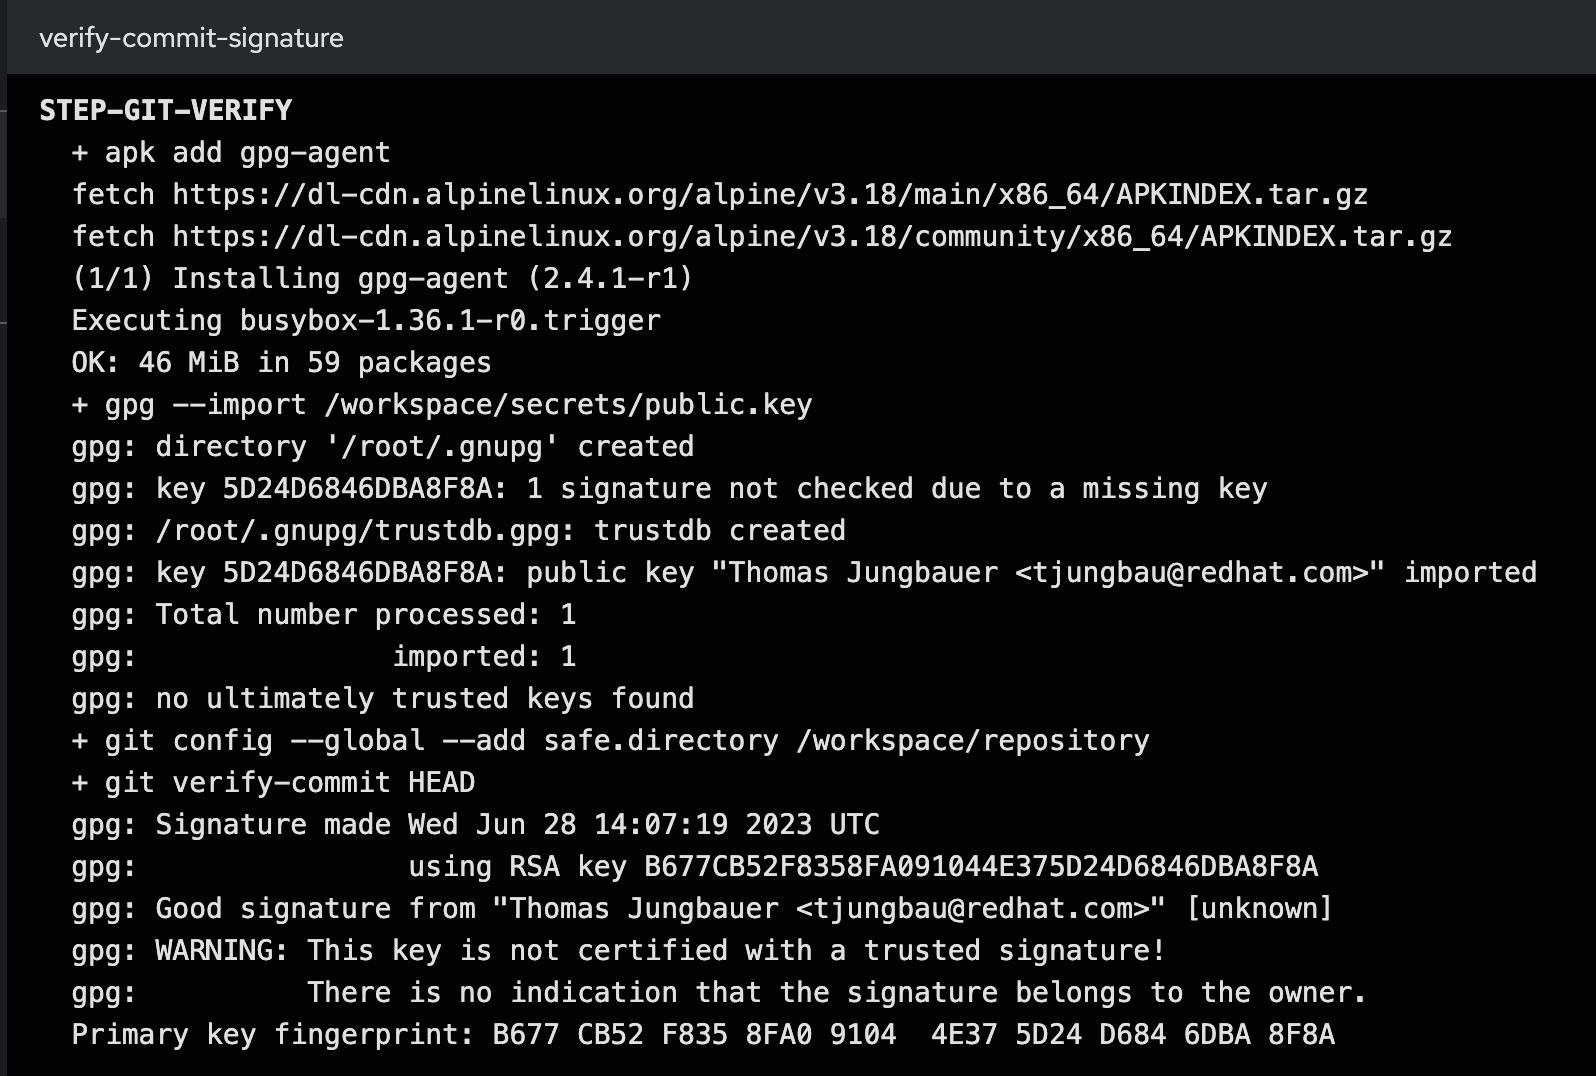 verify-commit-signature
STEP-GIT-VERIFY
+ apk add gpg-agent
fetch https://dl-cdn.alpinelinux.org/alpine/v3.18/main/x86_64/APKINDEX.tar.gz
fetch https://dl-cdn.alpinelinux.org/alpine/v3.18/community/x86_64/APKINDEX.tar.gz
(1/1) Installing gpg-agent (2.4.1-r1)
Executing busybox-1.36.1-r0.trigger
OK: 46 MiB in 59 packages
+ gpg --import /workspace/secrets/public.key
gpg: directory '/root/.gnupg' created
gpg: key 5D24D6846DBA8F8A: 1 signature not checked due to a missing key
gpg: /root/.gnupg/trustdb.gpg: trustdb created
gpg: key 5D24D6846DBA8F8A: public key "Thomas Jungbauer <tjungbau@redhat.com>" imported
gpg: Total number processed: 1
gpg:               imported: 1
gpg: no ultimately trusted keys found
+ git config --global --add safe.directory /workspace/repository
+ git verify-commit HEAD
gpg: Signature made Wed Jun 28 14:07:19 2023 UTC
gpg:                using RSA key B677CB52F8358FA091044E375D24D6846DBA8F8A
gpg: Good signature from "Thomas Jungbauer <tjungbau@redhat.com>" [unknown]
gpg: WARNING: This key is not certified with a trusted signature!
gpg:          There is no indication that the signature belongs to the owner.
Primary key fingerprint: B677 CB52 F835 8FA0 9104  4E37 5D24 D684 6DBA 8F8A